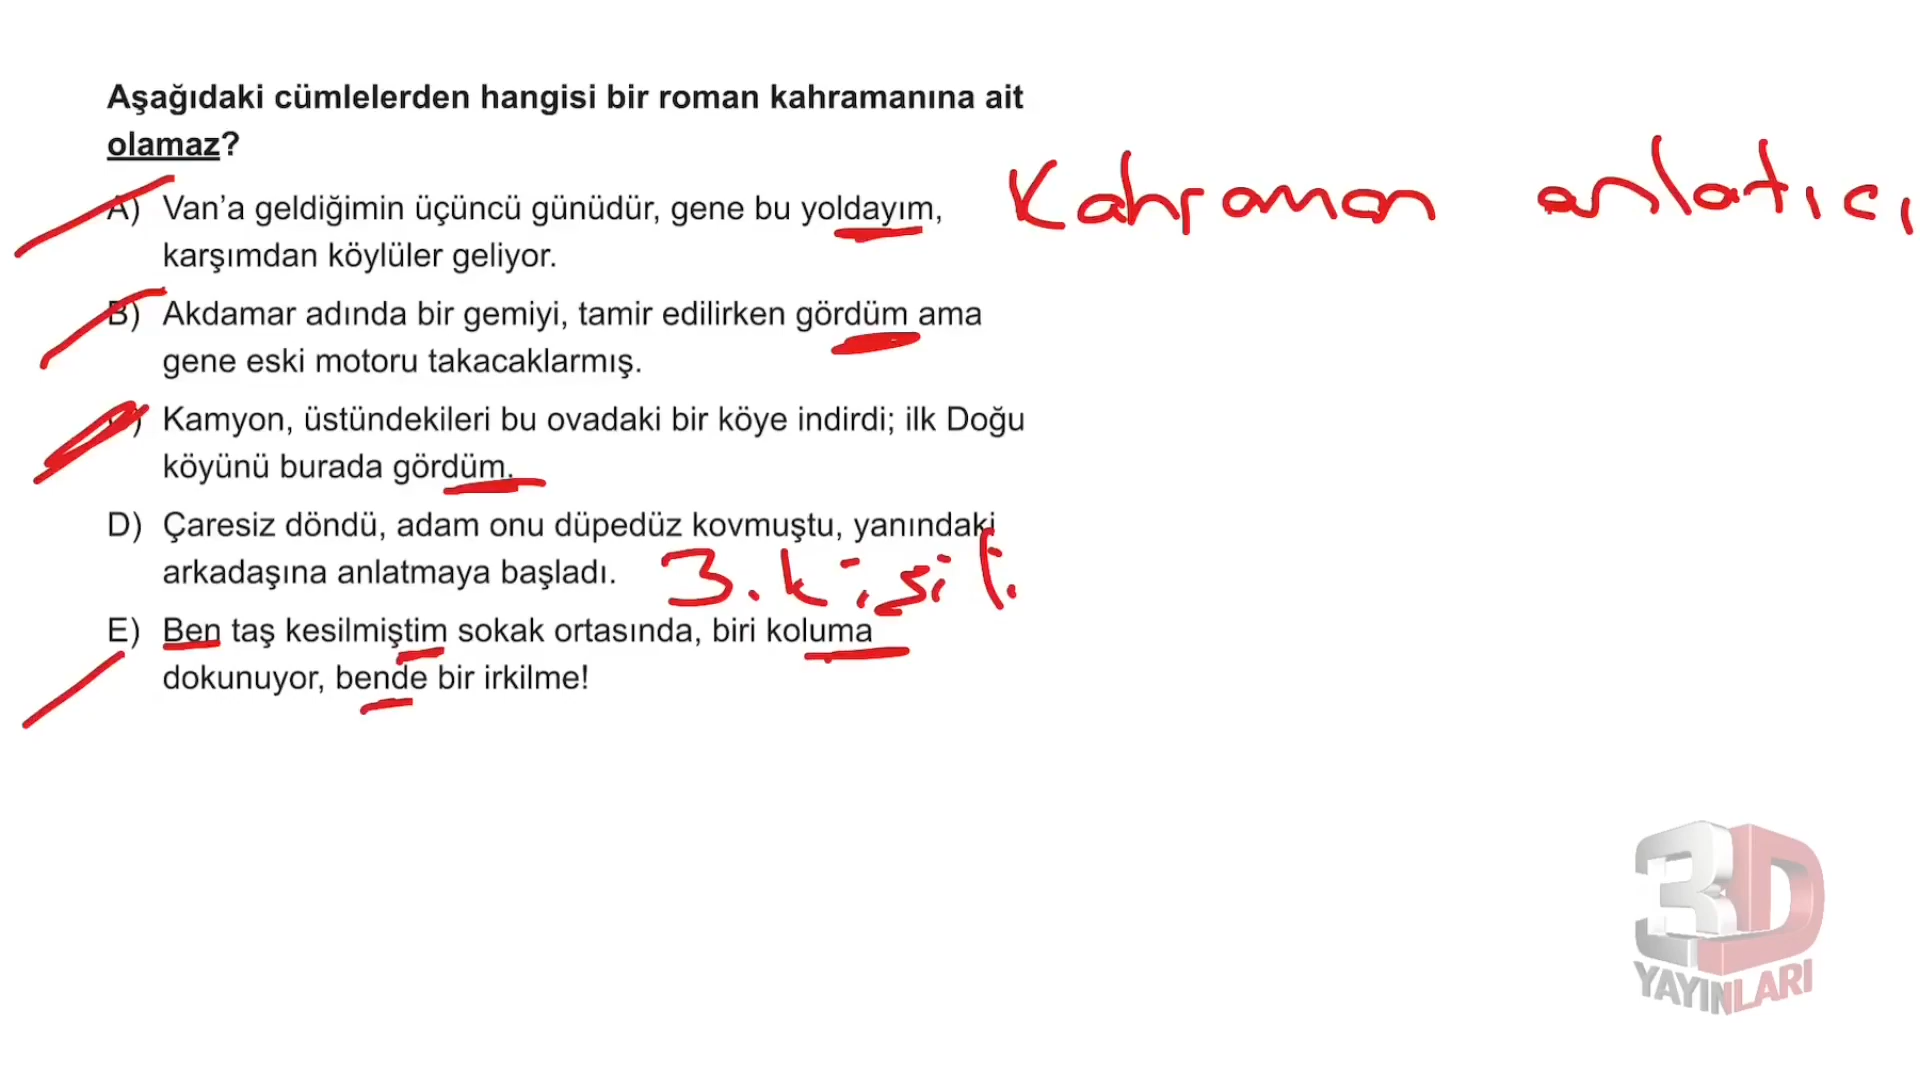 Aşağıdaki cümlelerden hangisi bir roman kahramanına ait
olamaz?
A) Van’a geldiğimin üçüncü günüdür, gene bu yoldayım,
karşımdan köylüler geliyor.
Kahraman anlatıcı
B) Akdamar adında bir gemiyi, tamir edilirken gördüm ama
gene eski motoru takacaklarmış.
Kamyon, üstündekileri bu ovadaki bir köye indirdi; ilk Doğu
köyünü burada gördüm.
D) Çaresiz döndü, adam onu düpedüz kovmuştu, yanındaki
arkadaşına anlatmaya başladı.
3. kişili
E) Ben taş kesilmiştim sokak ortasında, biri koluma
dokunuyor, bende bir irkilme!
3D
YAYINLARI